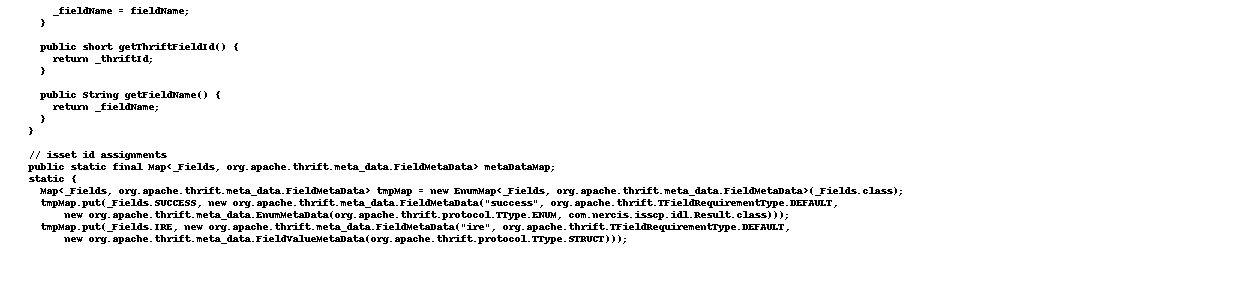 _fieldName = fieldName;
}
public short getThriftFieldId() {
return _thriftId;
}
public String getFieldName() {
return _fieldName;
}
}
// isset id assignments
public static final Map<_Fields, org.apache.thrift.meta_data.FieldMetaData> metaDataMap;
static {
Map<_Fields, org.apache.thrift.meta_data.FieldMetaData> tmpMap = new EnumMap<_Fields, org.apache.thrift.meta_data.FieldMetaData>(_Fields.class);
tmpMap.put(_Fields.SUCCESS, new org.apache.thrift.meta_data.FieldMetaData("success", org.apache.thrift.TFieldRequirementType.DEFAULT,
new org.apache.thrift.meta_data.EnumMetaData(org.apache.thrift.protocol.TType.ENUM, com.nercis.isscp.idl.Result.class)));
tmpMap.put(_Fields.IRE, new org.apache.thrift.meta_data.FieldMetaData("ire", org.apache.thrift.TFieldRequirementType.DEFAULT,
new org.apache.thrift.meta_data.FieldValueMetaData(org.apache.thrift.protocol.TType.STRUCT)));